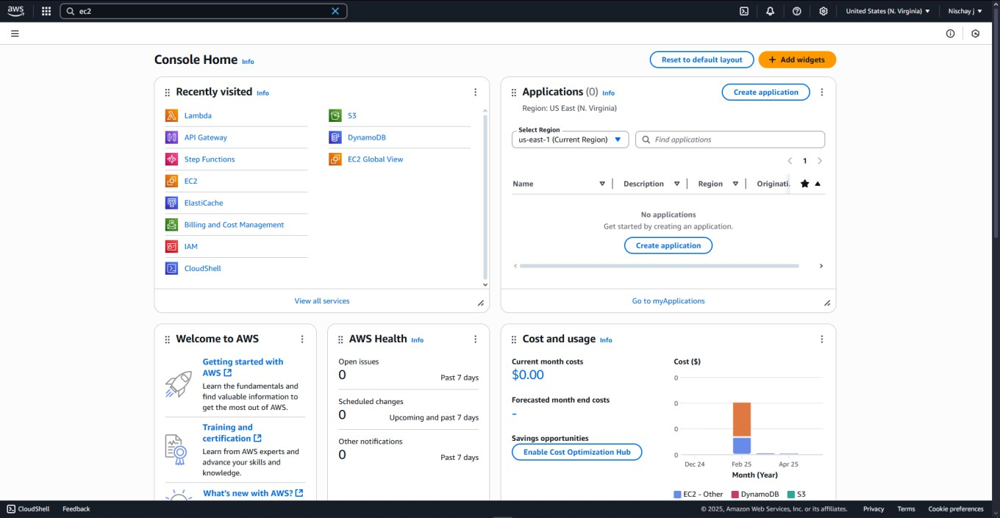 aws
ec2
United States (N. Virginia)
Nischay j
Console Home Info
Reset to default layout
Add widgets
Recently visited Info
Lambda
API Gateway
Step Functions
EC2
ElastiCache
Billing and Cost Management
IAM
CloudShell
S3
DynamoDB
EC2 Global View
View all services
Applications (0) Info
Create application
Region: US East (N. Virginia)
Select Region
us-east-1 (Current Region)
Find applications
1
Name
Description
Region
Originati.
No applications
Get started by creating an application.
Create application
Go to myApplications
Welcome to AWS
Getting started with
AWS
Learn the fundamentals and
find valuable information to
get the most out of AWS.
Training and
certification
Learn from AWS experts and
advance your skills and
knowledge.
What's new with AWS?
AWS Health Info
Open issues
0
Past 7 days
Scheduled changes
0
Upcoming and past 7 days
Other notifications
0
Past 7 days
Cost and usage Info
Current month costs
$0.00
Forecasted month end costs
-
Savings opportunities
Enable Cost Optimization Hub
Cost ($)
0
0
0
0
Dec 24
Feb 25
Apr 25
Month (Year)
EC2 - Other
DynamoDB
S3
CloudShell
Feedback
© 2025, Amazon Web Services, Inc. or its affiliates.
Privacy
Terms
Cookie preferences